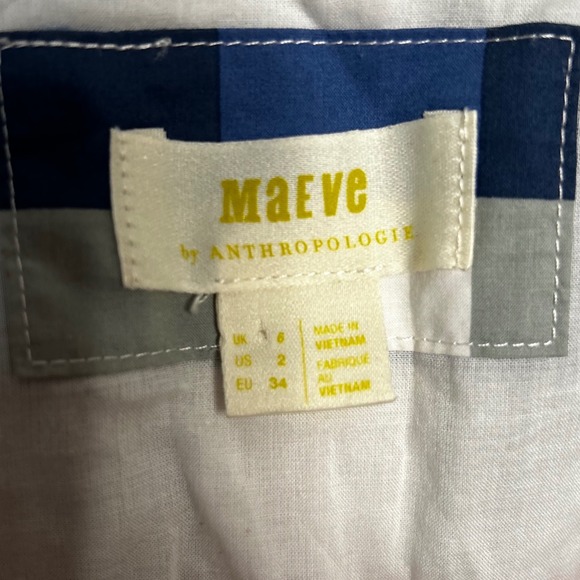 MaEve
by ANTHROPOLOGIE
UK 6
US 2
EU 34
MADE IN
VIETNAM
FABRIQUÉ
AU
VIETNAM